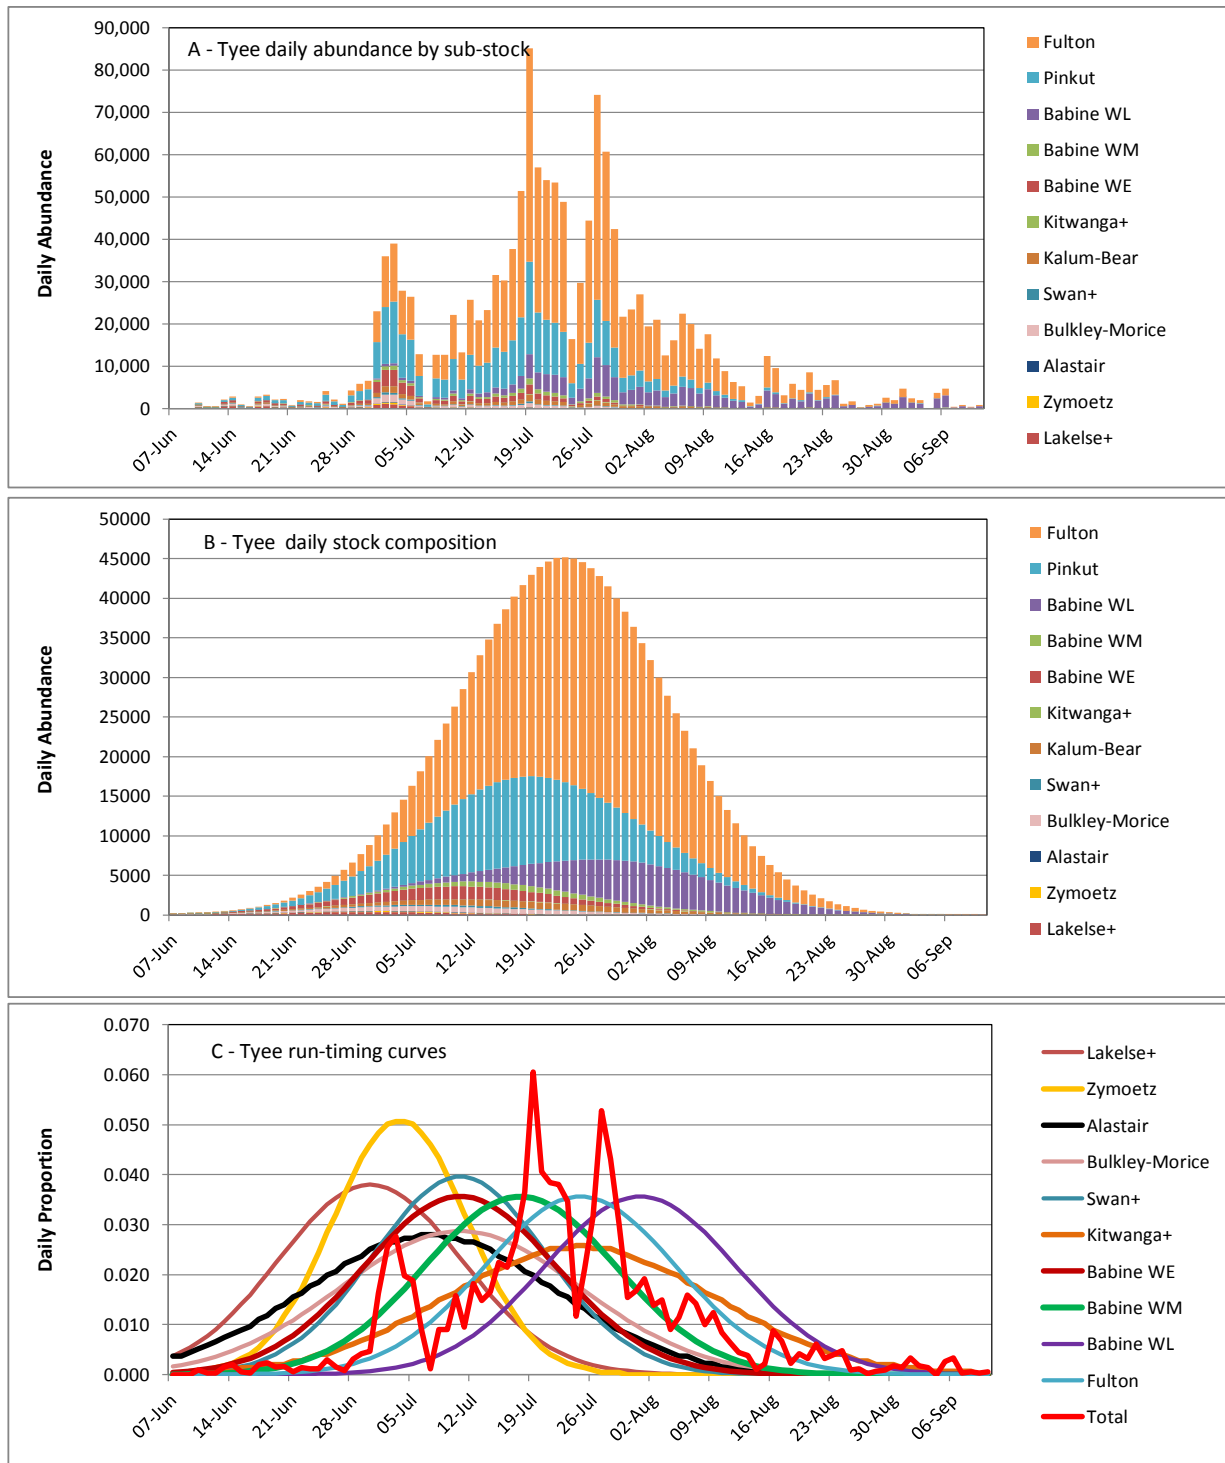 A - Tyee daily abundance by sub-stock
Daily Abundance
90,000
80,000
70,000
60,000
50,000
40,000
30,000
20,000
10,000
0
07-Jun
14-Jun
21-Jun
28-Jun
05-Jul
12-Jul
19-Jul
26-Jul
02-Aug
09-Aug
16-Aug
23-Aug
30-Aug
06-Sep
Fulton
Pinkut
Babine WL
Babine WM
Babine WE
Kitwanga+
Kalum-Bear
Swan+
Bulkley-Morice
Alastair
Zymoetz
Lakelse+
B - Tyee daily stock composition
Daily Abundance
50000
45000
40000
35000
30000
25000
20000
15000
10000
5000
0
07-Jun
14-Jun
21-Jun
28-Jun
05-Jul
12-Jul
19-Jul
26-Jul
02-Aug
09-Aug
16-Aug
23-Aug
30-Aug
06-Sep
Fulton
Pinkut
Babine WL
Babine WM
Babine WE
Kitwanga+
Kalum-Bear
Swan+
Bulkley-Morice
Alastair
Zymoetz
Lakelse+
C - Tyee run-timing curves
Daily Proportion
0.070
0.060
0.050
0.040
0.030
0.020
0.010
0.000
07-Jun
14-Jun
21-Jun
28-Jun
05-Jul
12-Jul
19-Jul
26-Jul
02-Aug
09-Aug
16-Aug
23-Aug
30-Aug
06-Sep
Lakelse+
Zymoetz
Alastair
Bulkley-Morice
Swan+
Kitwanga+
Babine WE
Babine WM
Babine WL
Fulton
Total